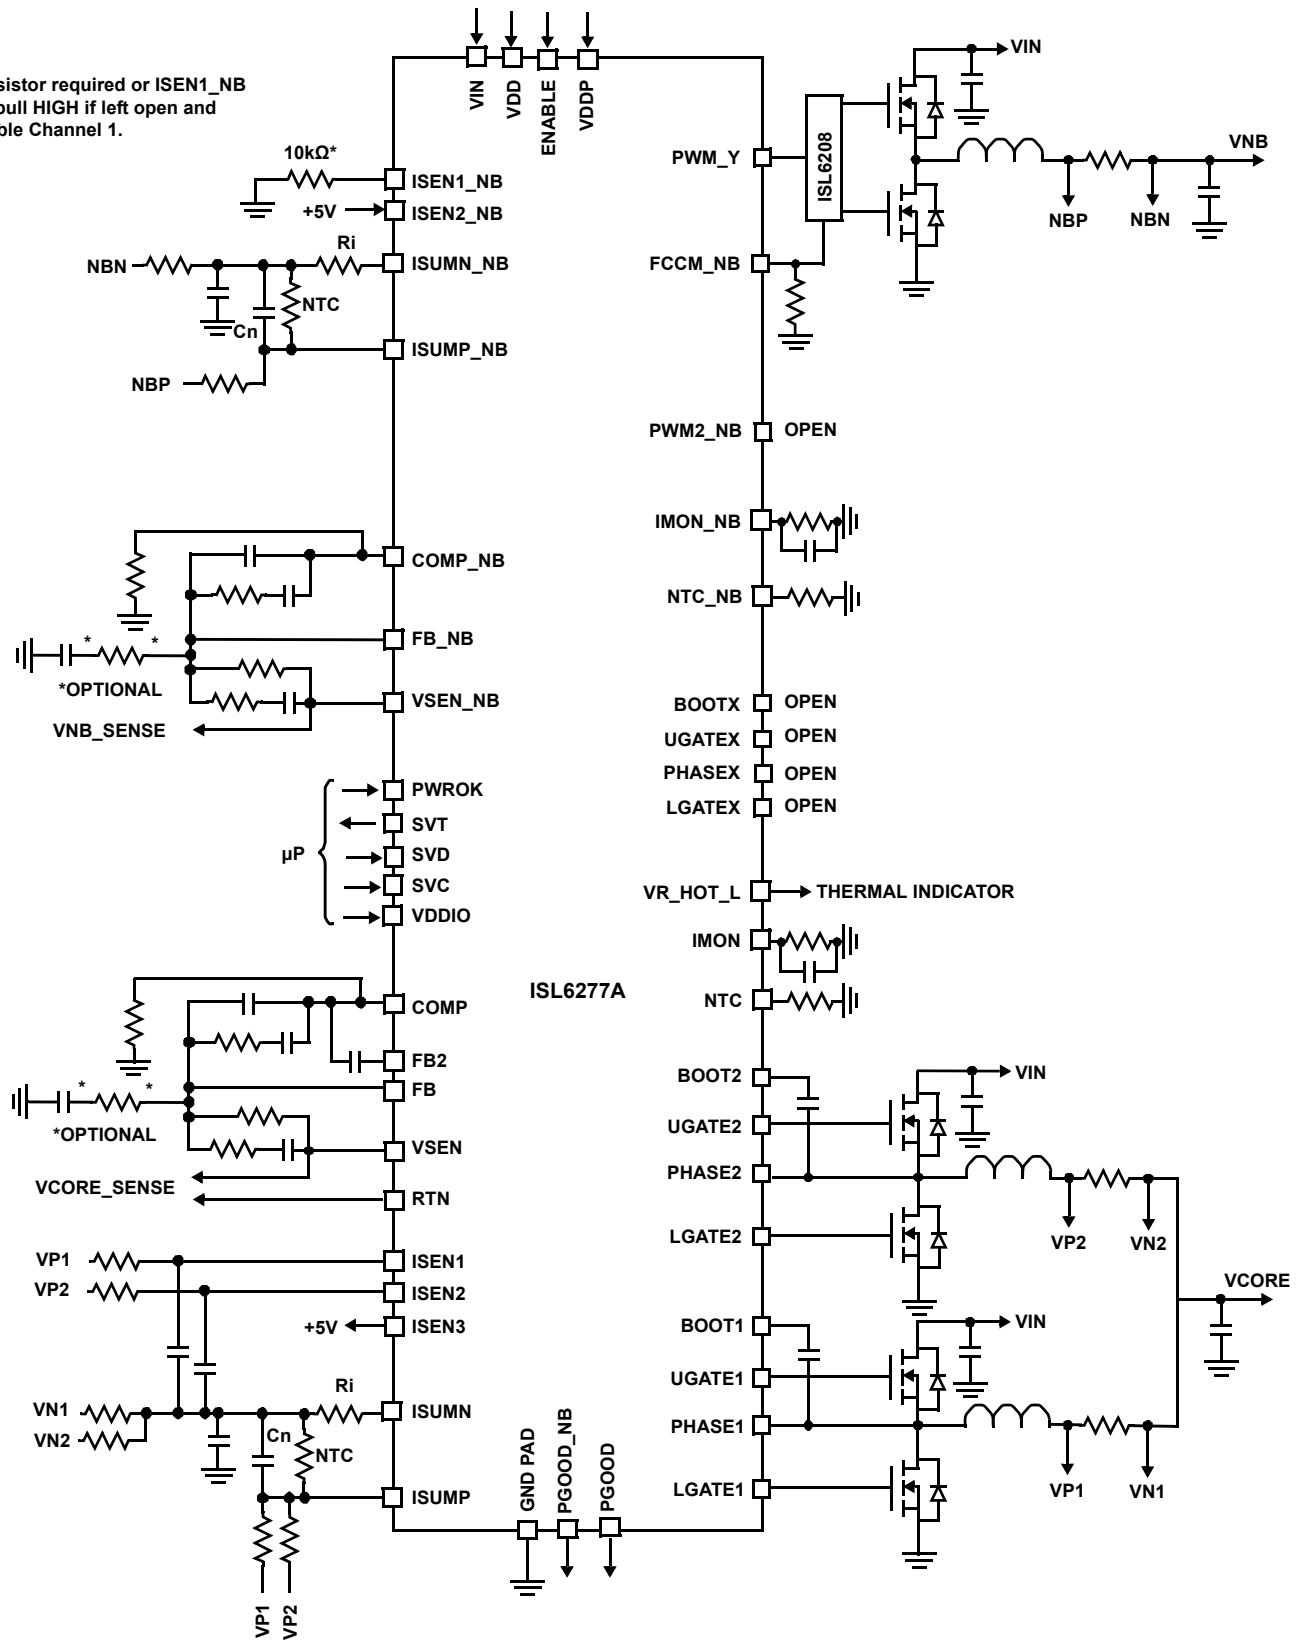 required or ISEN1_NB
pull HIGH if left open and
Channel 1.
VIN
VDD
ENABLE
VDDP
10kΩ*
ISEN1_NB
+5V
ISEN2_NB
NBN
Ri
ISUMN_NB
NTC
Cn
ISUMP_NB
NBP
PWM_Y
ISL6208
VIN
VNB
NBP
NBN
FCCM_NB
PWM2_NB
OPEN
IMON_NB
NTC_NB
COMP_NB
FB_NB
* *
*OPTIONAL
VSEN_NB
VNB_SENSE
BOOTX
OPEN
UGATEX
OPEN
PHASEX
OPEN
LGATEX
OPEN
µP
PWROK
SVT
SVD
SVC
VDDIO
VR_HOT_L
THERMAL INDICATOR
IMON
NTC
ISL6277A
COMP
FB2
FB
* *
*OPTIONAL
VSEN
VCORE_SENSE
RTN
BOOT2
VIN
UGATE2
PHASE2
LGATE2
VP2
VN2
VCORE
VP1
ISEN1
VP2
ISEN2
+5V
ISEN3
BOOT1
VIN
UGATE1
PHASE1
LGATE1
VP1
VN1
VN1
VN2
Ri
ISUMN
Cn
NTC
ISUMP
VP1
VP2
GND PAD
PGOOD_NB
PGOOD